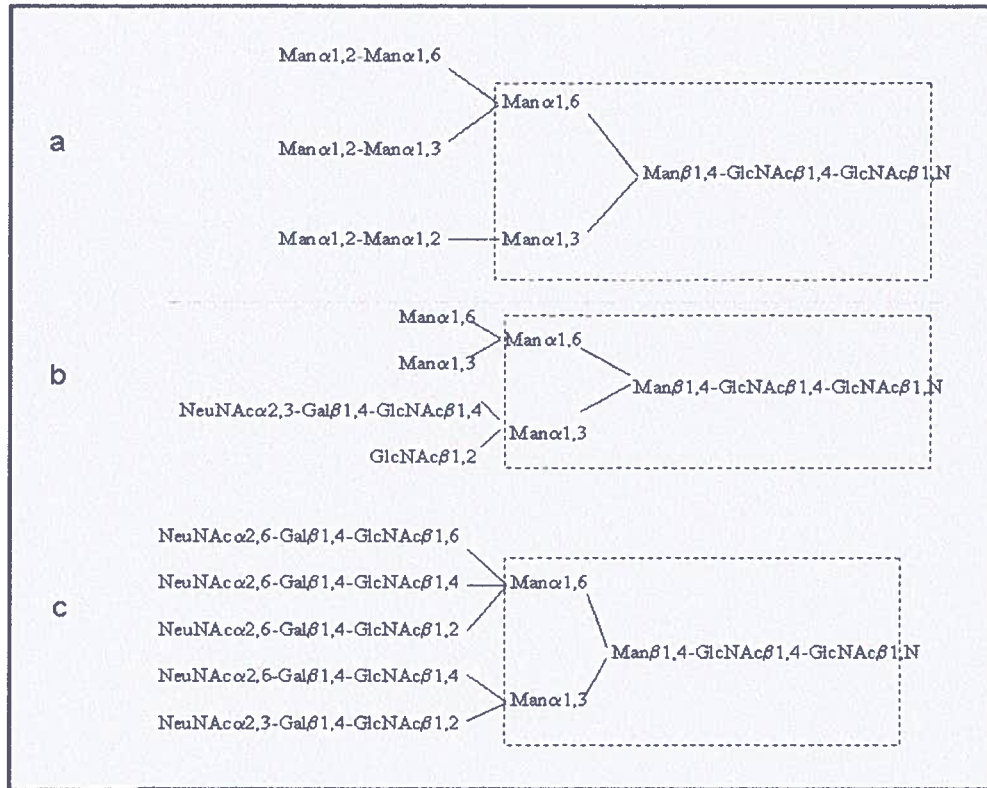 a
Manα1,2-Manα1,6
Manα1,6
Manα1,2-Manα1,3
Manβ1,4-GlcNAcβ1,4-GlcNAcβ1,N
Manα1,2-Manα1,2
Manα1,3
b
Manα1,6
Manα1,6
Manα1,3
Manβ1,4-GlcNAcβ1,4-GlcNAcβ1,N
NeuNAcα2,3-Galβ1,4-GlcNAcβ1,4
Manα1,3
GlcNAcβ1,2
c
NeuNAcα2,6-Galβ1,4-GlcNAcβ1,6
NeuNAcα2,6-Galβ1,4-GlcNAcβ1,4
Manα1,6
NeuNAcα2,6-Galβ1,4-GlcNAcβ1,2
Manβ1,4-GlcNAcβ1,4-GlcNAcβ1,N
NeuNAcα2,6-Galβ1,4-GlcNAcβ1,4
Manα1,3
NeuNAcα2,3-Galβ1,4-GlcNAcβ1,2